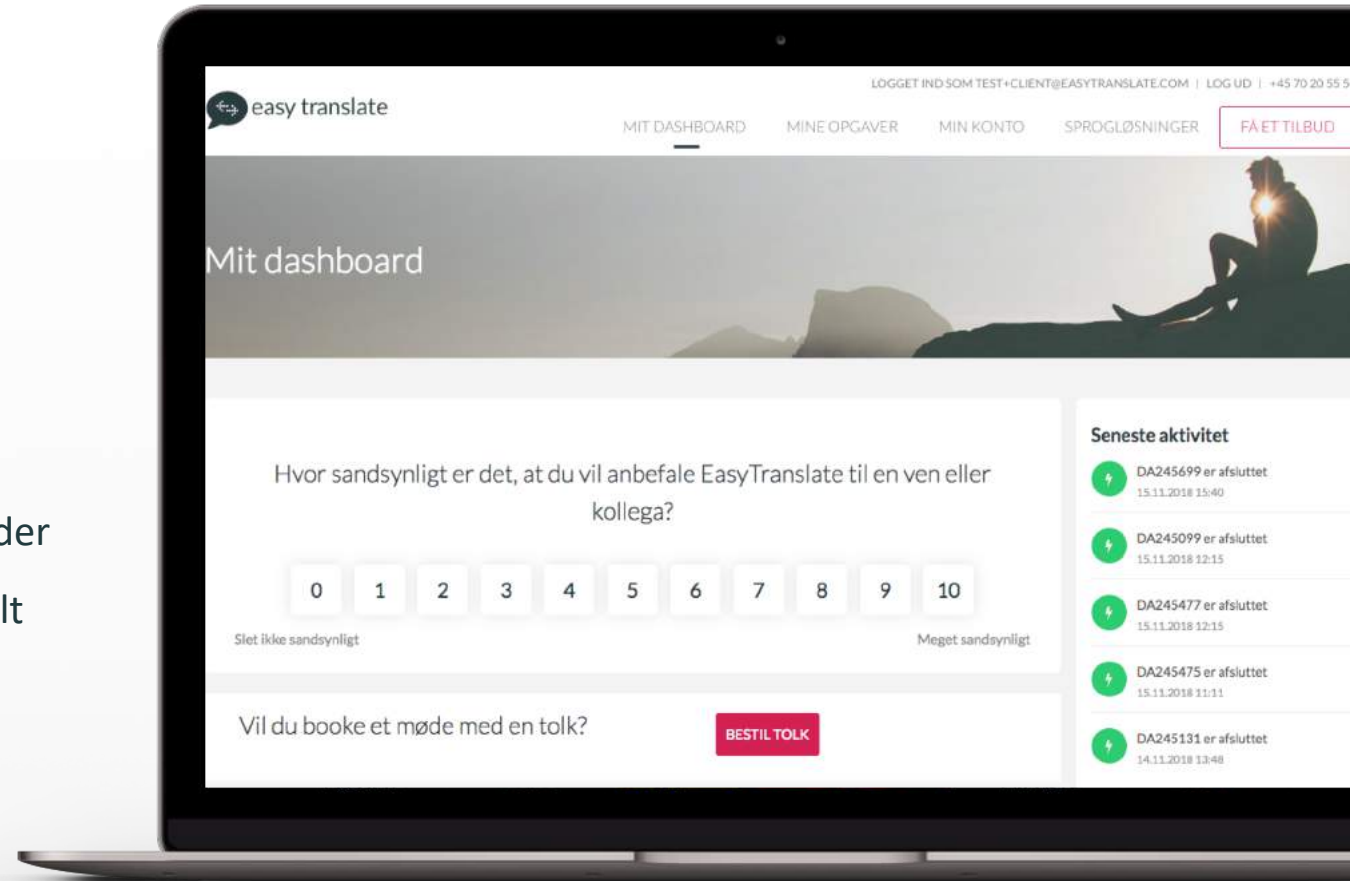 LOGGET IND SOM TEST+CLIENT@EASYTRANSLATE.COM | LOG UD | +45 70 20 55 5
easy translate
MIT DASHBOARD MINE OPGAVER MIN KONTO SPROGLØSNINGER FÅ ET TILBUD
Mit dashboard
Hvor sandsynligt er det, at du vil anbefale EasyTranslate til en ven eller
kollega?
0 1 2 3 4 5 6 7 8 9 10
Slet ikke sandsynligt Meget sandsynligt
Vil du booke et møde med en tolk? BESTIL TOLK
Seneste aktivitet
DA245699 er afsluttet
15.11.2018 15:40
DA245099 er afsluttet
15.11.2018 12:15
DA245477 er afsluttet
15.11.2018 12:15
DA245475 er afsluttet
15.11.2018 11:11
DA245131 er afsluttet
14.11.2018 13:48
der
lt